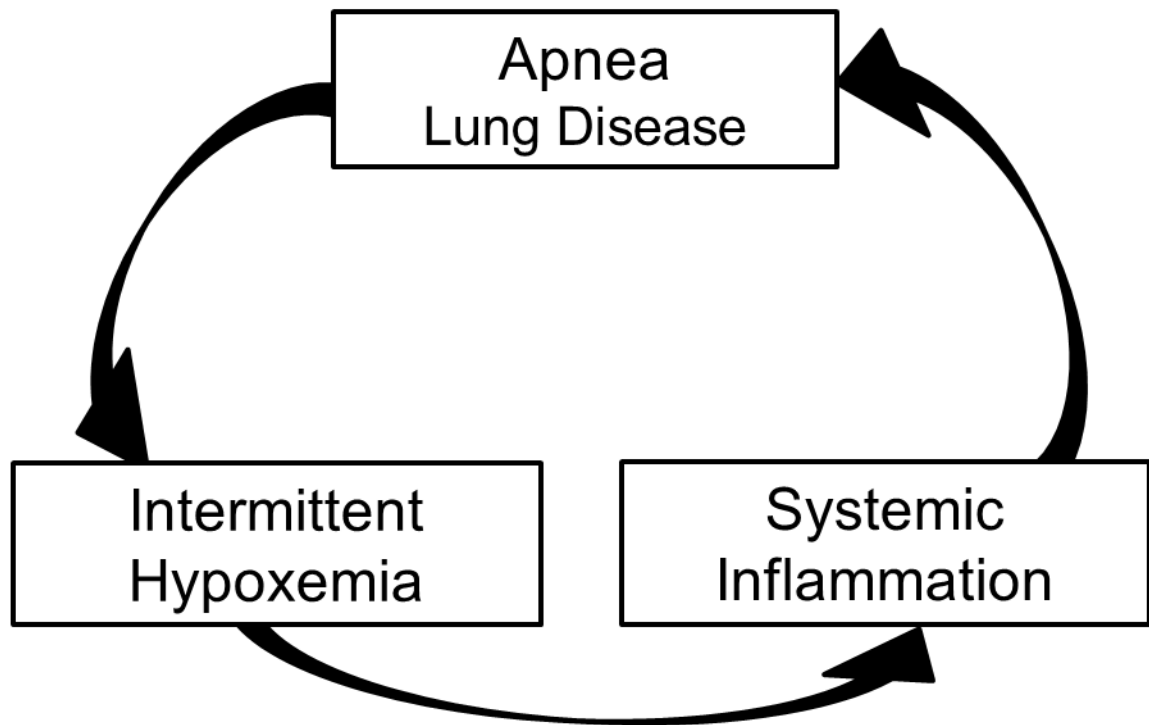 Apnea
Lung Disease
Intermittent
Hypoxemia
Systemic
Inflammation